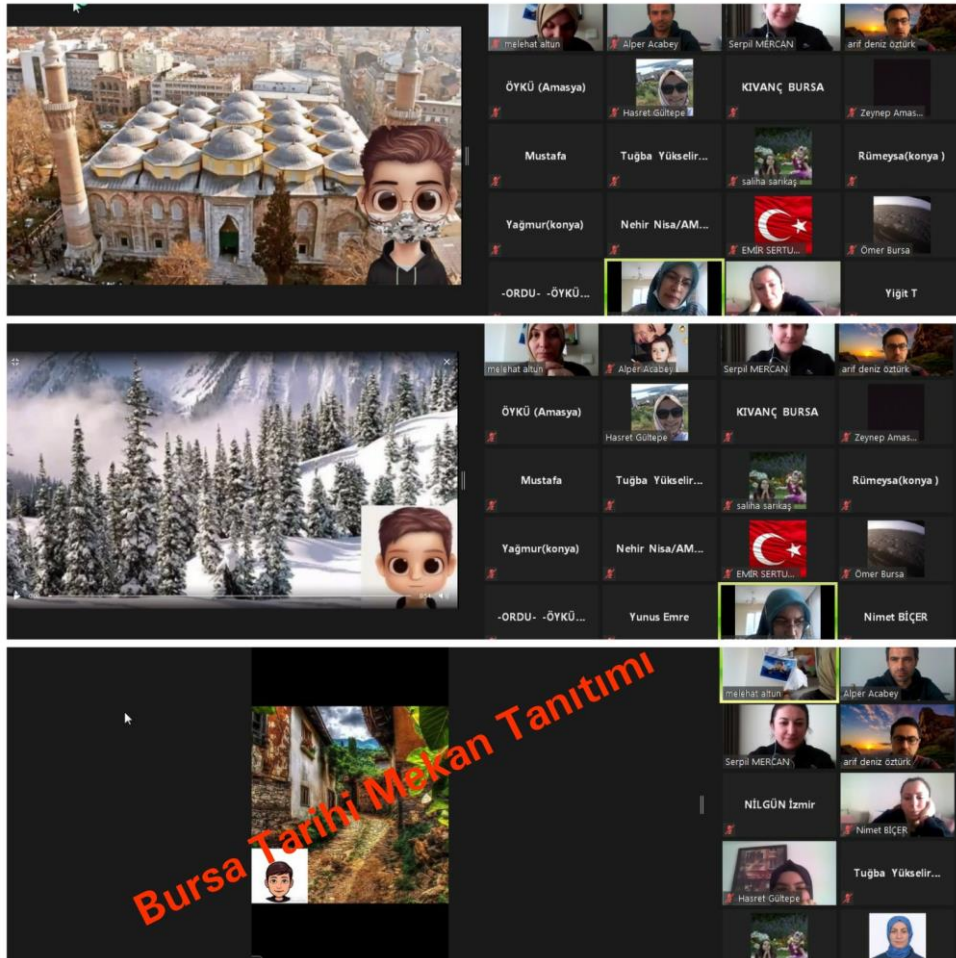 melehat altun
Alper Acabey
Serpil MERCAN
arif deniz öztürk
ÖYKÜ (Amasya)
Hasret Gültepe
KIVANÇ BURSA
Zeynep Amas...
Mustafa
Tuğba Yükselir...
saliha sarıkaş
Rümeysa(konya )
Yağmur(konya)
Nehir Nisa/AM...
EMİR SERTU...
Ömer Bursa
-ORDU- -ÖYKÜ...
Yiğit T
melehat altun
Alper Acabey
Serpil MERCAN
arif deniz öztürk
ÖYKÜ (Amasya)
Hasret Gültepe
KIVANÇ BURSA
Zeynep Amas...
Mustafa
Tuğba Yükselir...
saliha sarıkaş
Rümeysa(konya )
Yağmur(konya)
Nehir Nisa/AM...
EMİR SERTU...
Ömer Bursa
-ORDU- -ÖYKÜ...
Yunus Emre
Nimet BİÇER
Bursa Tarihi Mekan Tanıtımı
melehat altun
Alper Acabey
Serpil MERCAN
arif deniz öztürk
NİLGÜN İzmir
Nimet BİÇER
Hasret Gültepe
Tuğba Yükselir...